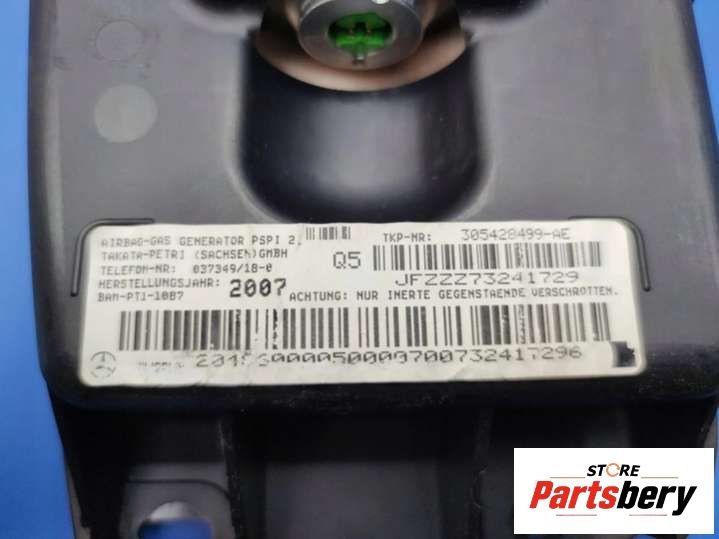 AIRBAG-GAS GENERATOR PSPI 2.
TAKATA-PETRI (SACHSEN)GMBH
TELEFON-NR: 037349/18-0
HERSTELLUNGSJAHR: 2007
BAM-PT1-1087
Q5
TKP-NR: 305428499-AE
JFZZZ73241729
ACHTUNG: NUR INERTE GEGENSTAENDE VERSCHROTTEN.
STORE
Partsbery